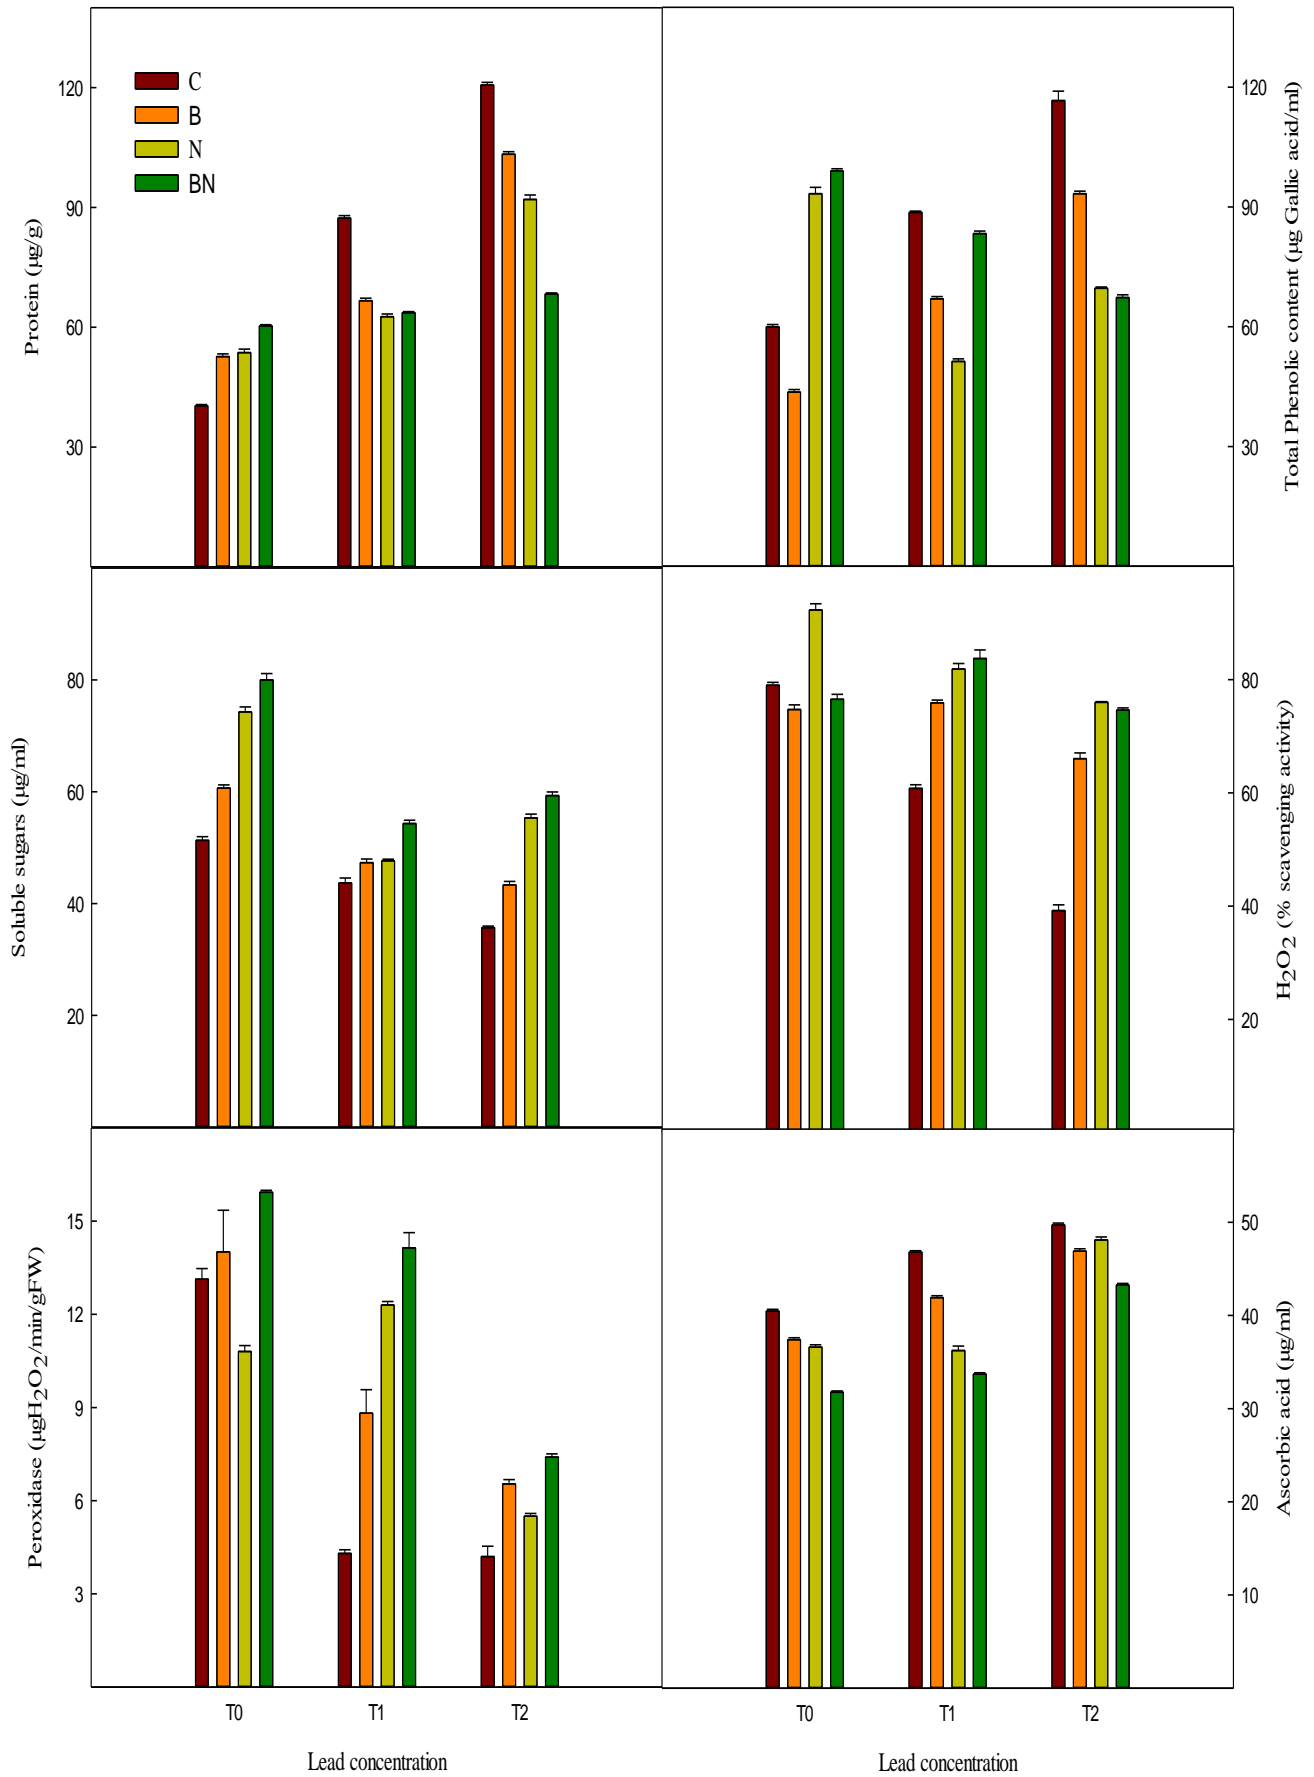 C
B
N
BN
120
90
60
30
Protein (µg/g)
120
90
60
30
Total Phenolic content (µg Gallic acid/ml)
80
60
40
20
Soluble sugars (µg/ml)
80
60
40
20
H2O2 (% scavenging activity)
15
12
9
6
3
Peroxidase (µgH2O2/min/gFW)
50
40
30
20
10
Ascorbic acid (µg/ml)
T0 T1 T2
T0 T1 T2
Lead concentration
Lead concentration